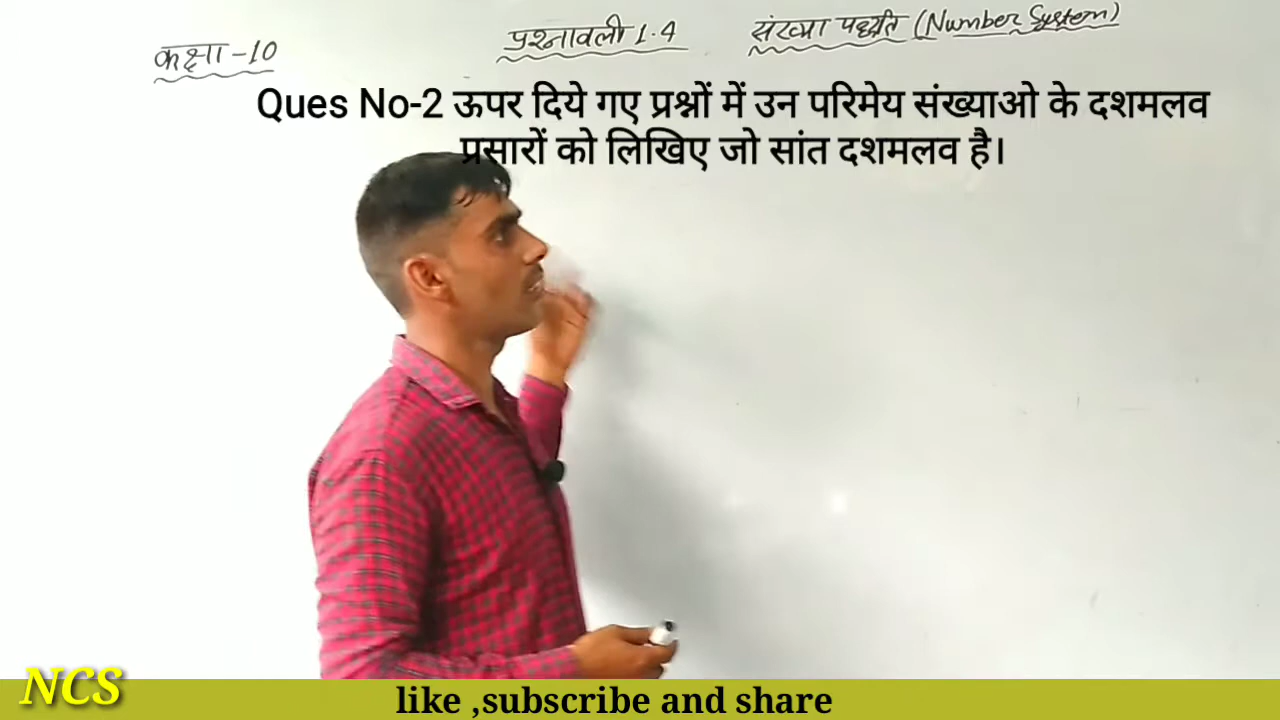 कक्षा -10
प्रश्नावली 1.4
संख्या पद्धति (Number System)
Ques No-2 ऊपर दिये गए प्रश्नों में उन परिमेय संख्याओ के दशमलव
प्रसारों को लिखिए जो सांत दशमलव है।
NCS
like ,subscribe and share